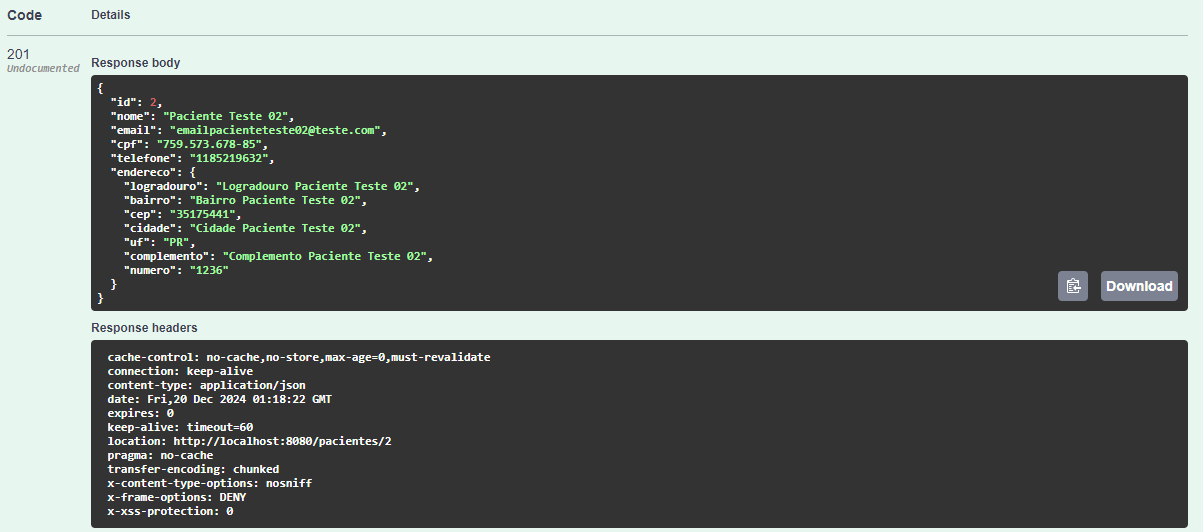 Code Details
201
Undocumented
Response body
{
  "id": 2,
  "nome": "Paciente Teste 02",
  "email": "emailpacienteteste02@teste.com",
  "cpf": "759.573.678-85",
  "telefone": "1185219632",
  "endereco": {
    "logradouro": "Logradouro Paciente Teste 02",
    "bairro": "Bairro Paciente Teste 02",
    "cep": "35175441",
    "cidade": "Cidade Paciente Teste 02",
    "uf": "PR",
    "complemento": "Complemento Paciente Teste 02",
    "numero": "1236"
  }
}
Download
Response headers
cache-control: no-cache,no-store,max-age=0,must-revalidate
connection: keep-alive
content-type: application/json
date: Fri,20 Dec 2024 01:18:22 GMT
expires: 0
keep-alive: timeout=60
location: http://localhost:8080/pacientes/2
pragma: no-cache
transfer-encoding: chunked
x-content-type-options: nosniff
x-frame-options: DENY
x-xss-protection: 0